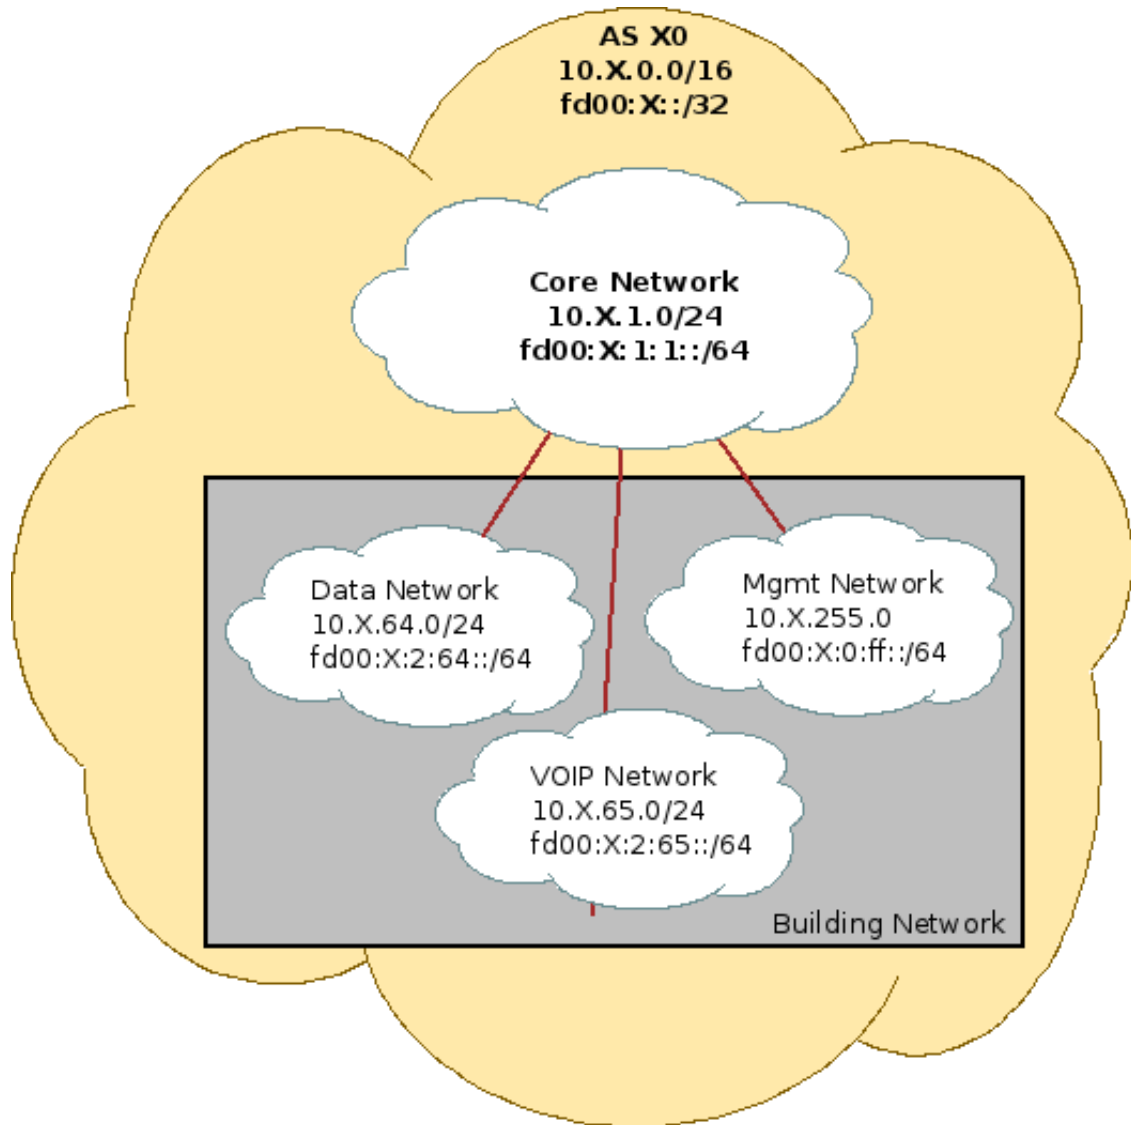 AS X0
10.X.0.0/16
fd00:X::/32
Core Network
10.X.1.0/24
fd00:X:1:1::/64
Data Network
10.X.64.0/24
fd00:X:2:64::/64
Mgmt Network
10.X.255.0
fd00:X:0:ff::/64
VOIP Network
10.X.65.0/24
fd00:X:2:65::/64
Building Network